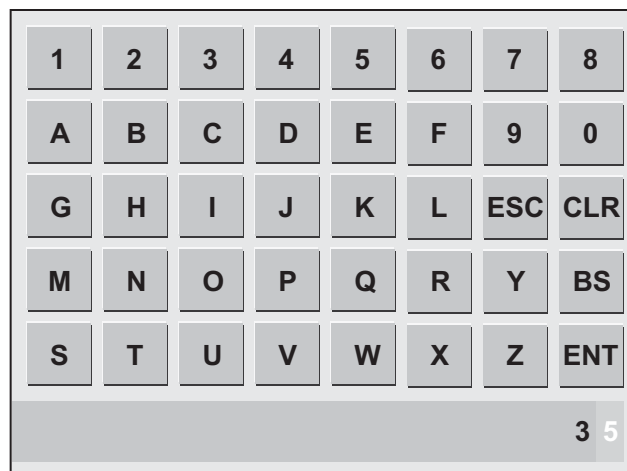 1 2 3 4 5 6 7 8
A B C D E F 9 0
G H I J K L ESC CLR
M N O P Q R Y BS
S T U V W X Z ENT
3 5